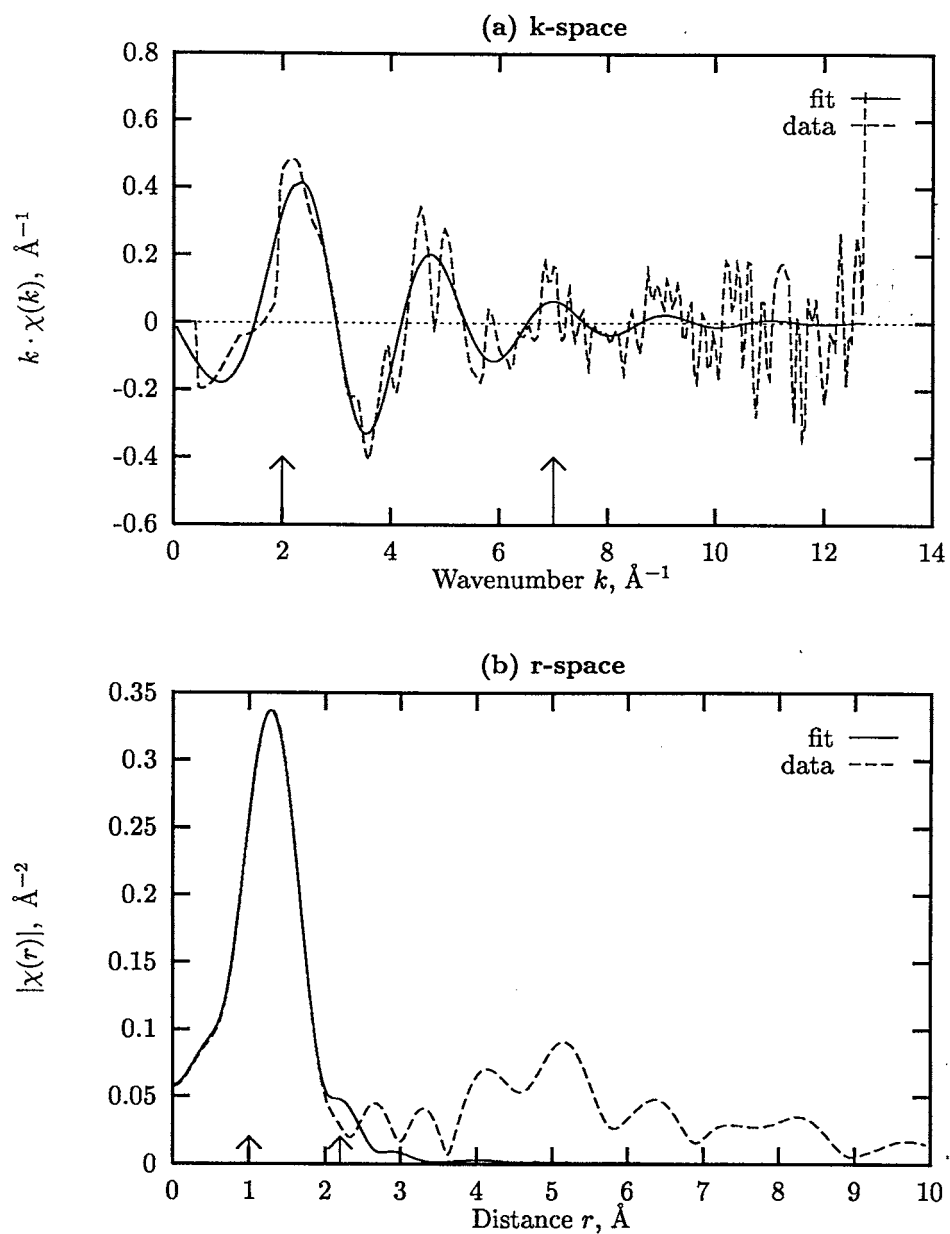 (a) k-space
0.8
0.6
0.4
0.2
0
-0.2
-0.4
-0.6
k · χ(k), Å⁻¹
fit
data
0 2 4 6 8 10 12 14
Wavenumber k, Å⁻¹
(b) r-space
0.35
0.3
0.25
0.2
0.15
0.1
0.05
0
|χ(r)|, Å⁻²
fit
data
0 1 2 3 4 5 6 7 8 9 10
Distance r, Å